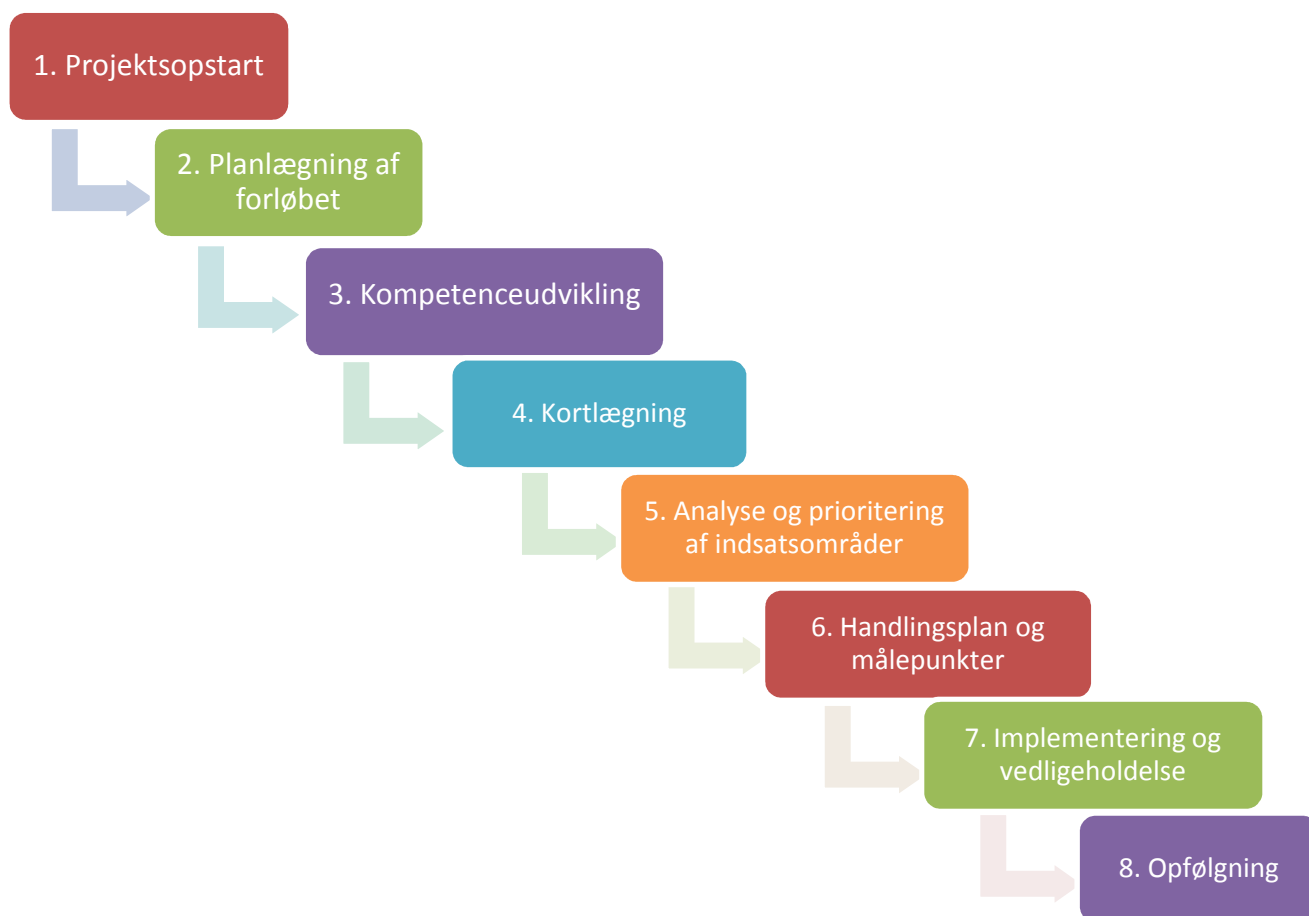 1. Projektsopstart
2. Planlægning af
forløbet
3. Kompetenceudvikling
4. Kortlægning
5. Analyse og prioritering
af indsatsområder
6. Handlingsplan og
målepunkter
7. Implementering og
vedligeholdelse
8. Opfølgning